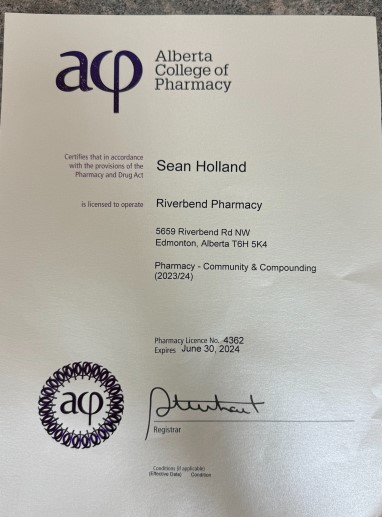 acp
Alberta
College of
Pharmacy
Certifies that in accordance
with the provisions of the
Pharmacy and Drug Act
Sean Holland
is licensed to operate
Riverbend Pharmacy
5659 Riverbend Rd NW
Edmonton, Alberta T6H 5K4
Pharmacy - Community & Compounding
(2023/24)
Pharmacy Licence No. 4362
Expires June 30, 2024
acp
Registrar
Conditions (if applicable)
(Effective Date) Condition